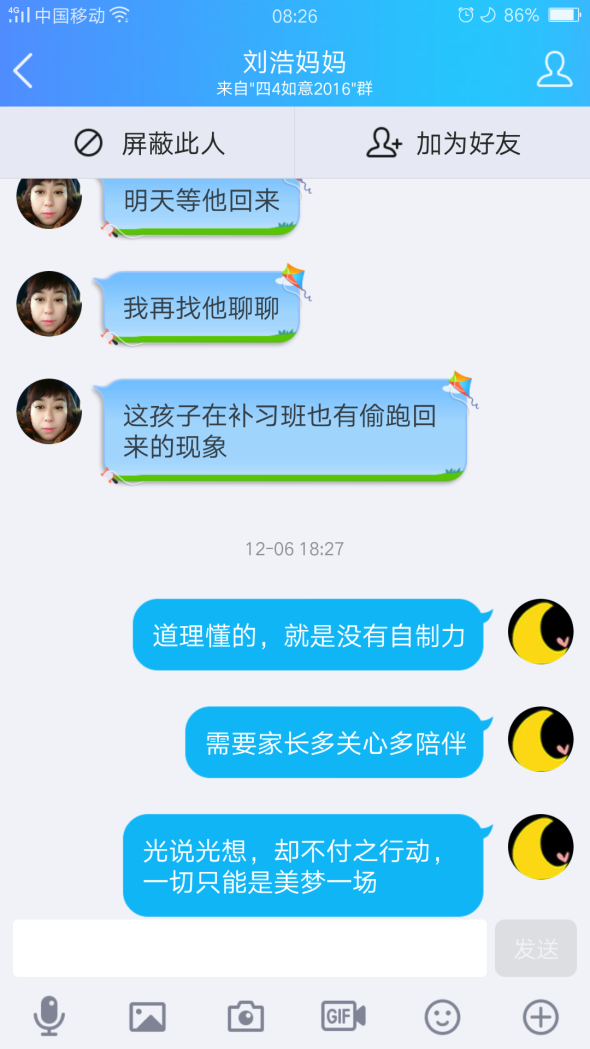 4G 中国移动 08:26 86%
刘浩妈妈
来自"四4如意2016"群
屏蔽此人 加为好友
明天等他回来
我再找他聊聊
这孩子在补习班也有偷跑回
来的现象
12-06 18:27
道理懂的，就是没有自制力
需要家长多关心多陪伴
光说光想，却不付之行动，
一切只能是美梦一场
发送
GIF